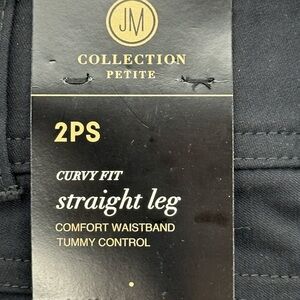 JM
COLLECTION
PETITE
2PS
CURVY FIT
straight leg
COMFORT WAISTBAND
TUMMY CONTROL